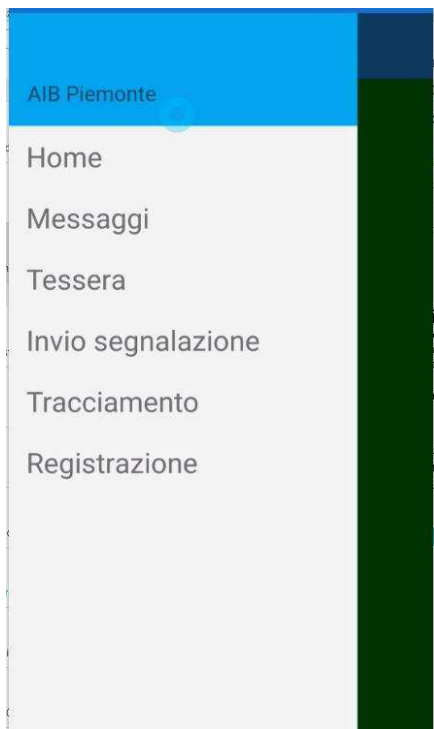 AIB Piemonte
Home
Messaggi
Tessera
Invio segnalazione
Tracciamento
Registrazione